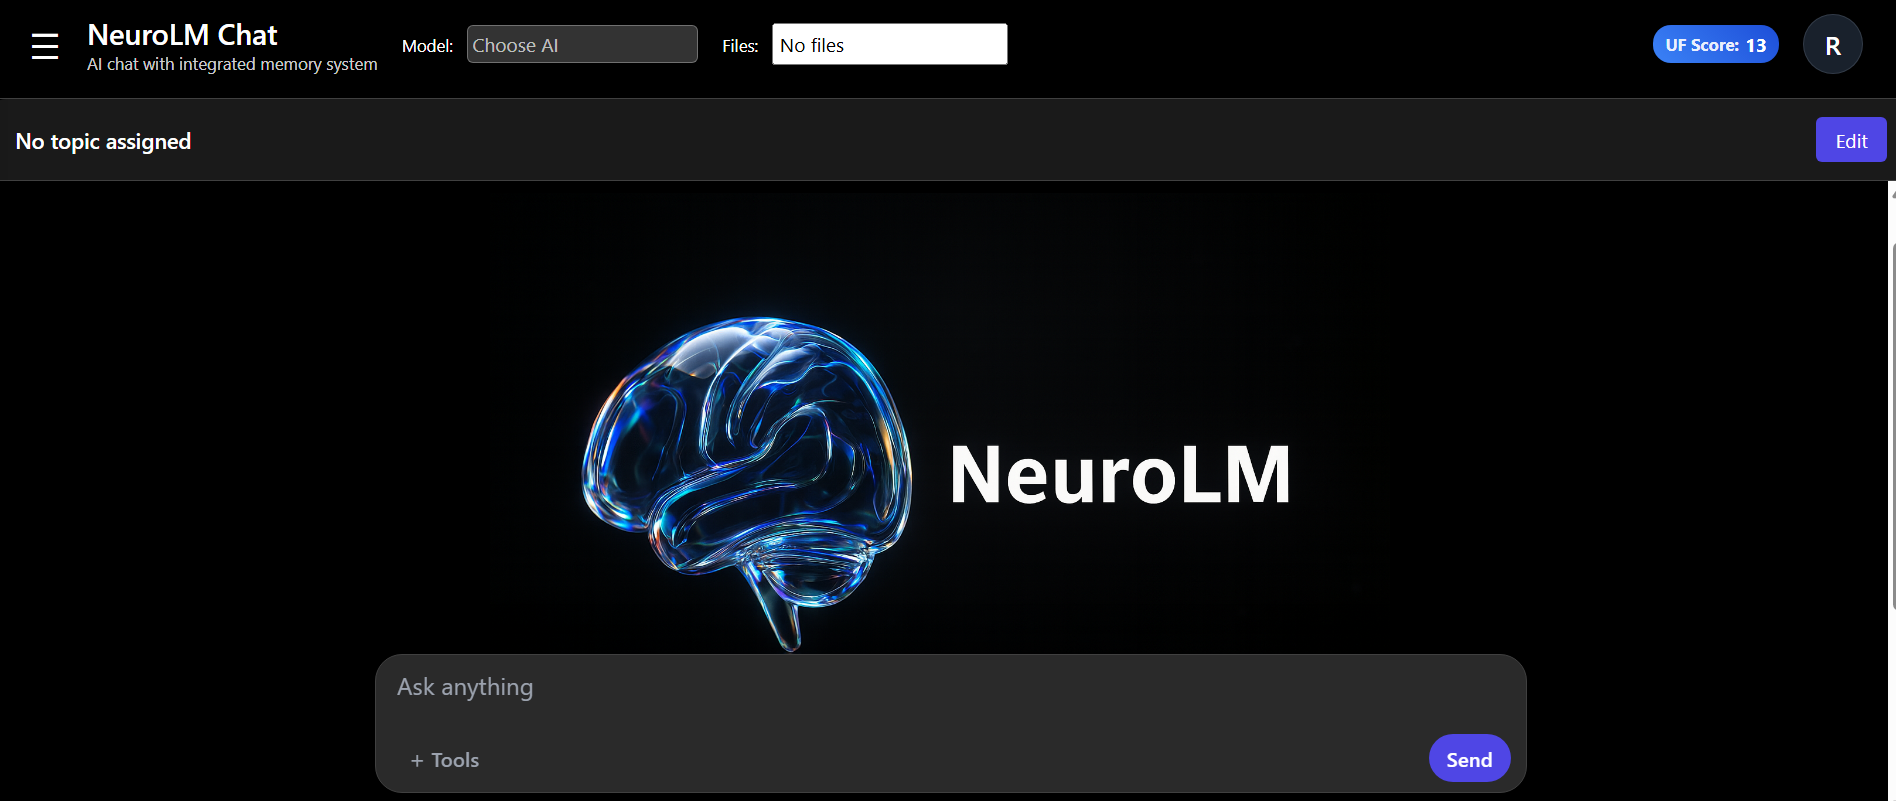 NeuroLM Chat
AI chat with integrated memory system
Model:
Choose AI
Files:
No files
UF Score: 13
R
No topic assigned
Edit
NeuroLM
Ask anything
+ Tools
Send